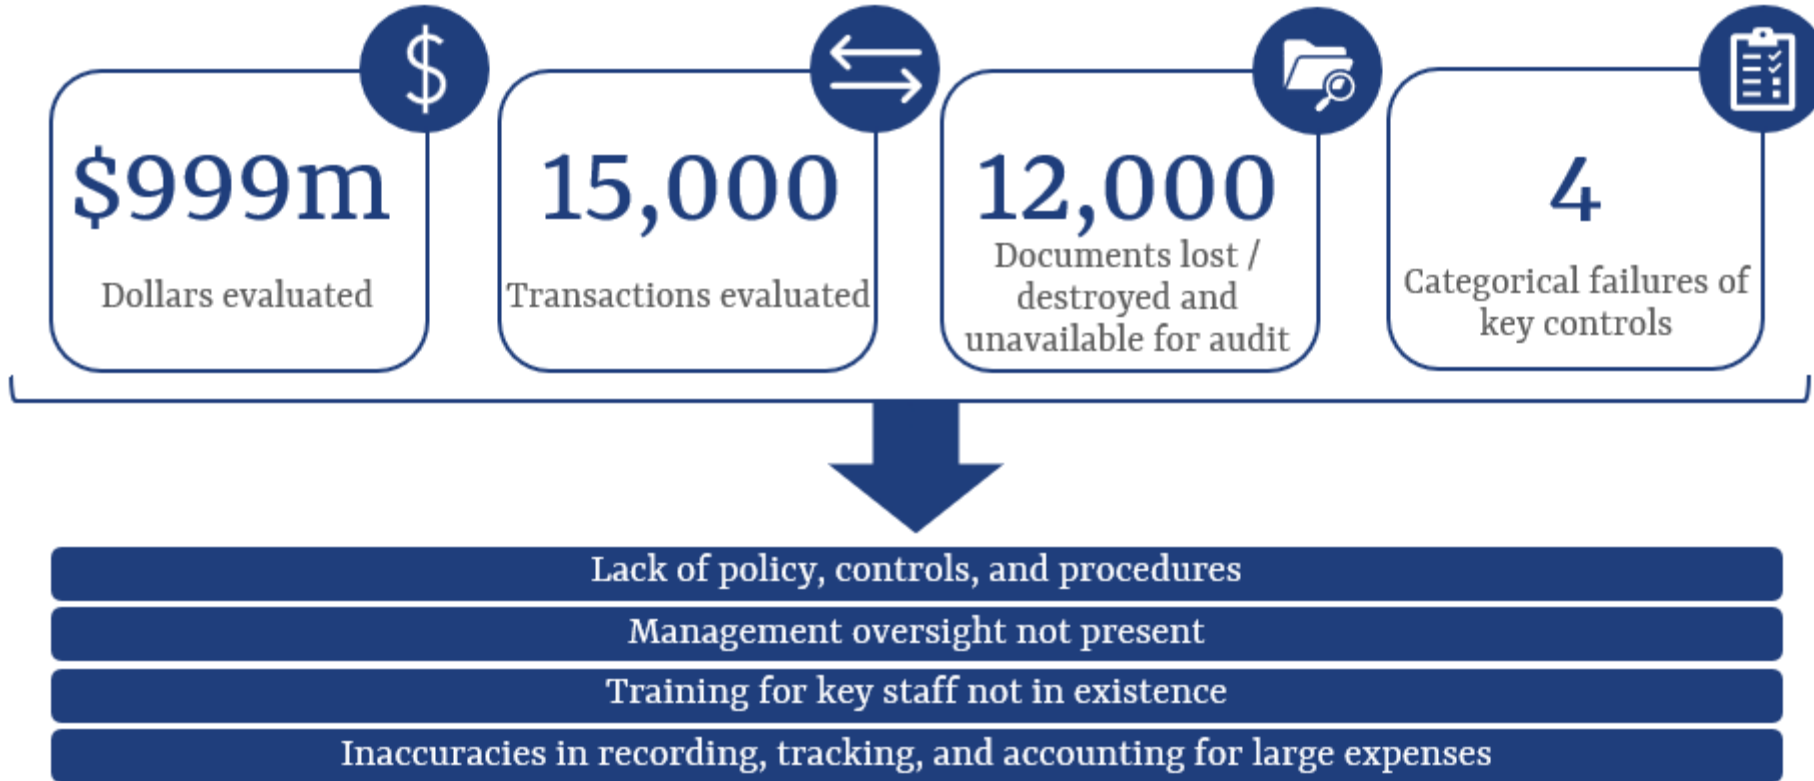 $999m
Dollars evaluated
15,000
Transactions evaluated
12,000
Documents lost /
destroyed and
unavailable for audit
4
Categorical failures of
key controls
Lack of policy, controls, and procedures
Management oversight not present
Training for key staff not in existence
Inaccuracies in recording, tracking, and accounting for large expenses